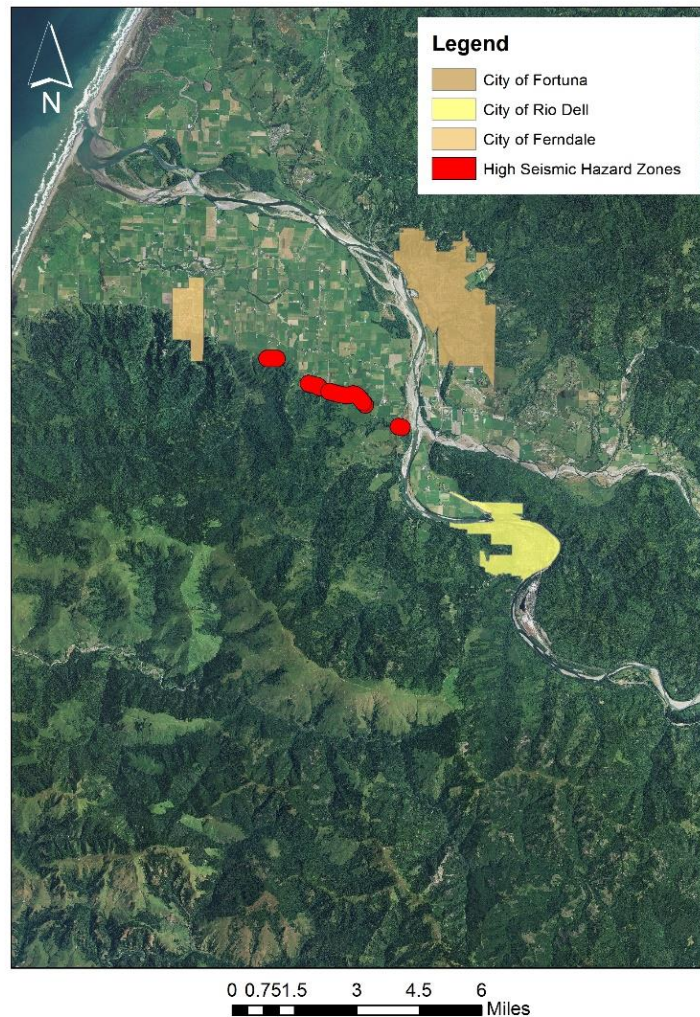 N
Legend
City of Fortuna
City of Rio Dell
City of Ferndale
High Seismic Hazard Zones
0 0.751.5 3 4.5 6
Miles